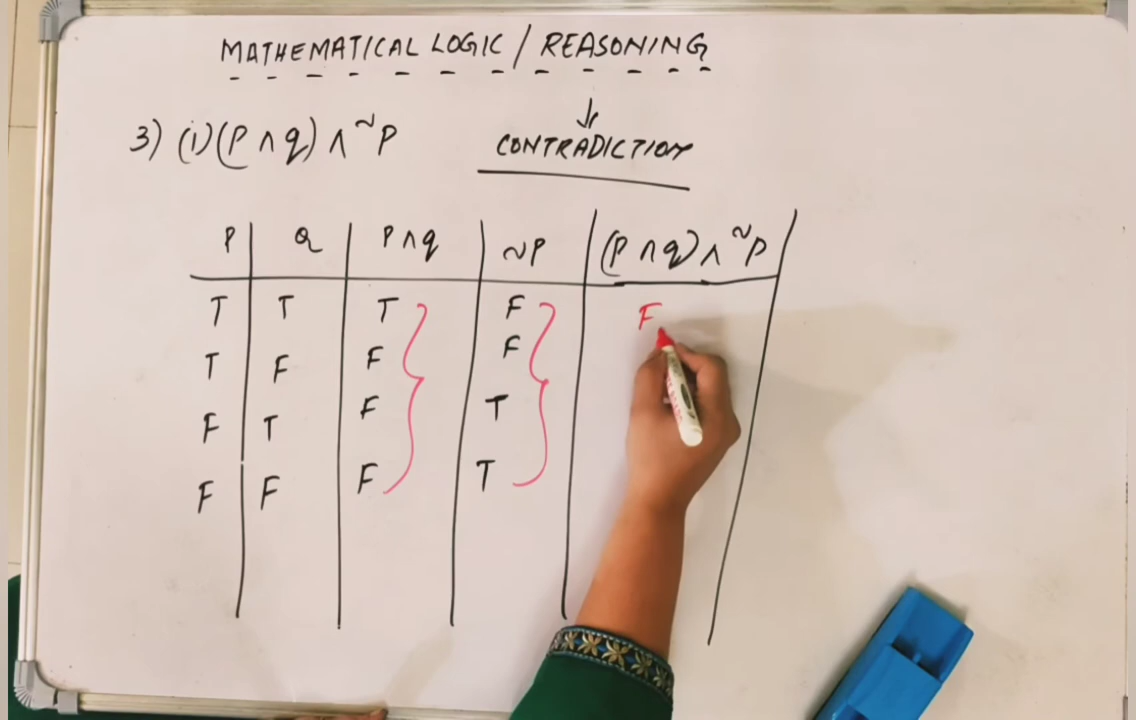 MATHEMATICAL LOGIC / REASONING
3) (i) (P ∧ q) ∧ ~P
CONTRADICTION
P Q P ∧ q ~P (P ∧ q) ∧ ~P
T T T F F
T F F F
F T F T
F F F T